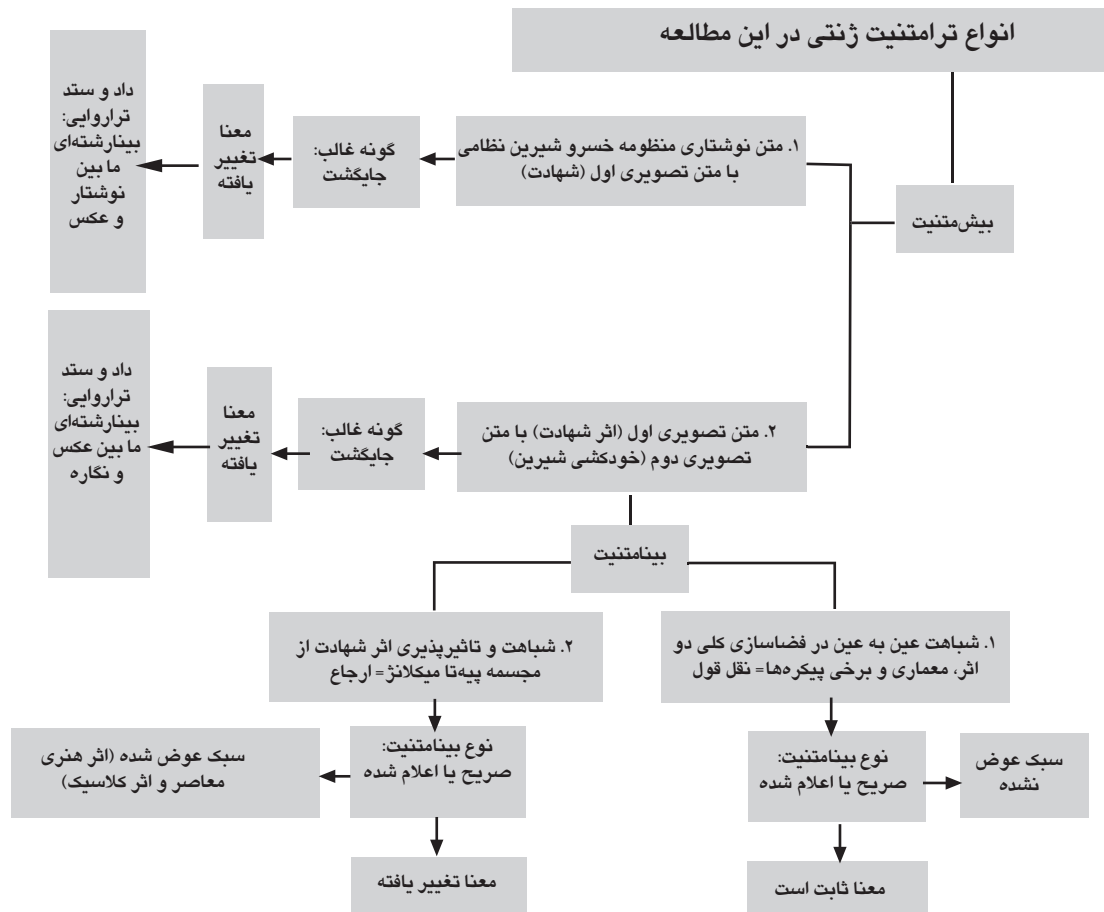 انواع ترامتنیت ژنتی در این مطالعه
بیش‌متنیت
۱. متن نوشتاری منظومه خسرو شیرین نظامی
با متن تصویری اول (شهادت)
گونه غالب:
جایگشت
معنا
تغییر
یافته
داد و ستد
تراروایی:
بینارشته‌ای
ما بین
نوشتار
و عکس
۲. متن تصویری اول (اثر شهادت) با متن
تصویری دوم (خودکشی شیرین)
گونه غالب:
جایگشت
معنا
تغییر
یافته
داد و ستد
تراروایی:
بینارشته‌ای
ما بین عکس
و نگاره
بینامتنیت
۱. شباهت عین به عین در فضاسازی کلی دو
اثر، معماری و برخی پیکره‌ها= نقل قول
نوع بینامتنیت:
صریح یا اعلام شده
سبک عوض
نشده
معنا ثابت است
۲. شباهت و تاثیرپذیری اثر شهادت از
مجسمه پیه‌تا میکلانژ= ارجاع
نوع بینامتنیت:
صریح یا اعلام شده
سبک عوض شده (اثر هنری
معاصر و اثر کلاسیک)
معنا تغییر یافته